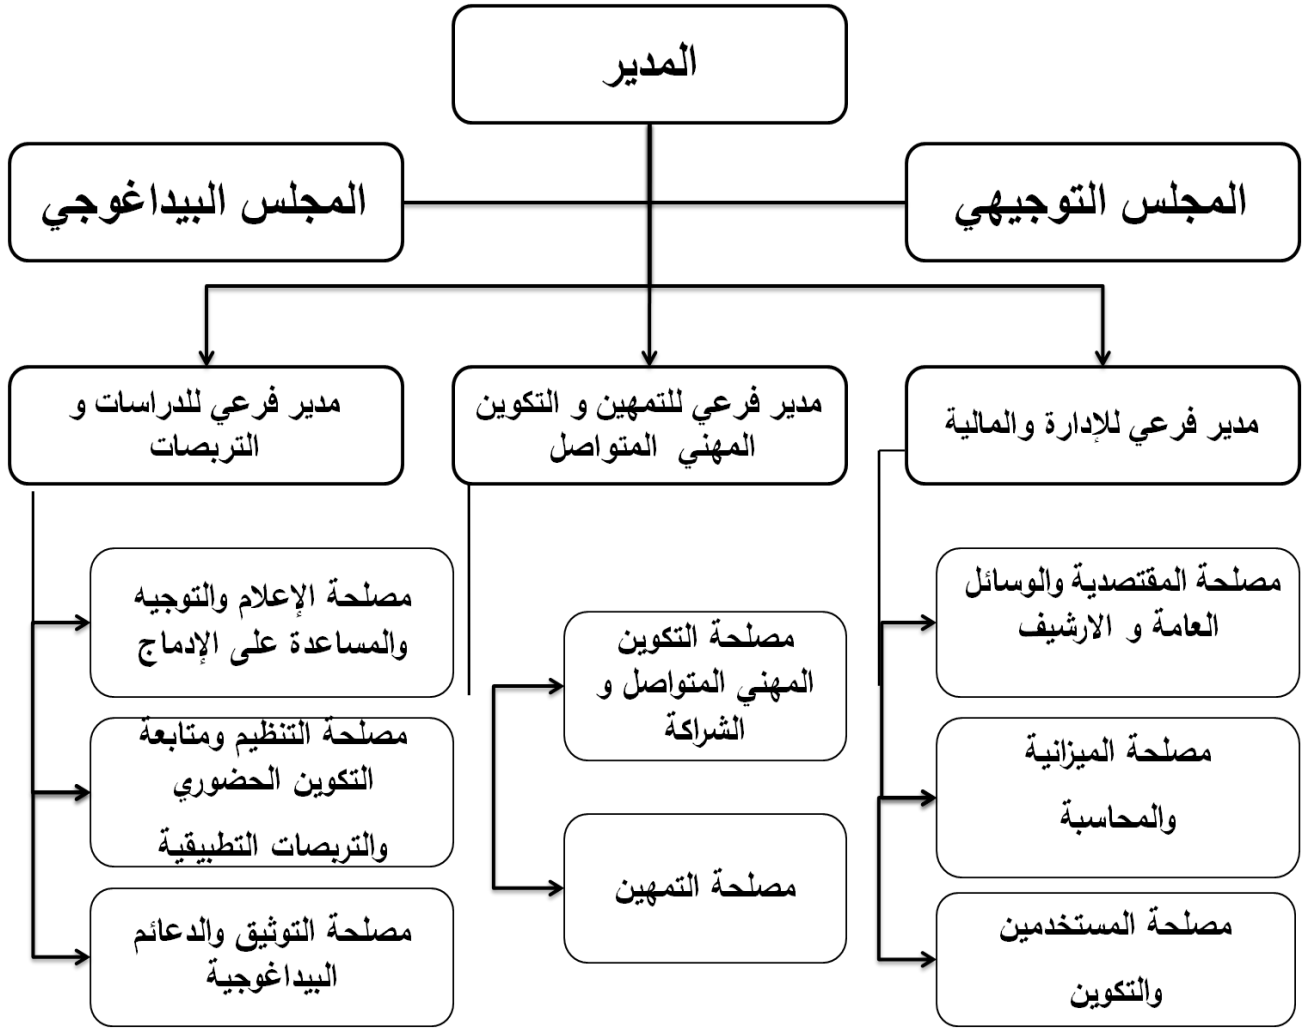 المدير
المجلس التوجيهي
المجلس البيداغوجي
مدير فرعي للإدارة والمالية
مدير فرعي للتمهين و التكوين
المهني المتواصل
مدير فرعي للدراسات و
التربصات
مصلحة المقتصدية والوسائل
العامة و الارشيف
مصلحة الميزانية
والمحاسبة
مصلحة المستخدمين
والتكوين
مصلحة التكوين
المهني المتواصل و
الشراكة
مصلحة التمهين
مصلحة الإعلام والتوجيه
والمساعدة على الإدماج
مصلحة التنظيم ومتابعة
التكوين الحضوري
والتربصات التطبيقية
مصلحة التوثيق والدعائم
البيداغوجية